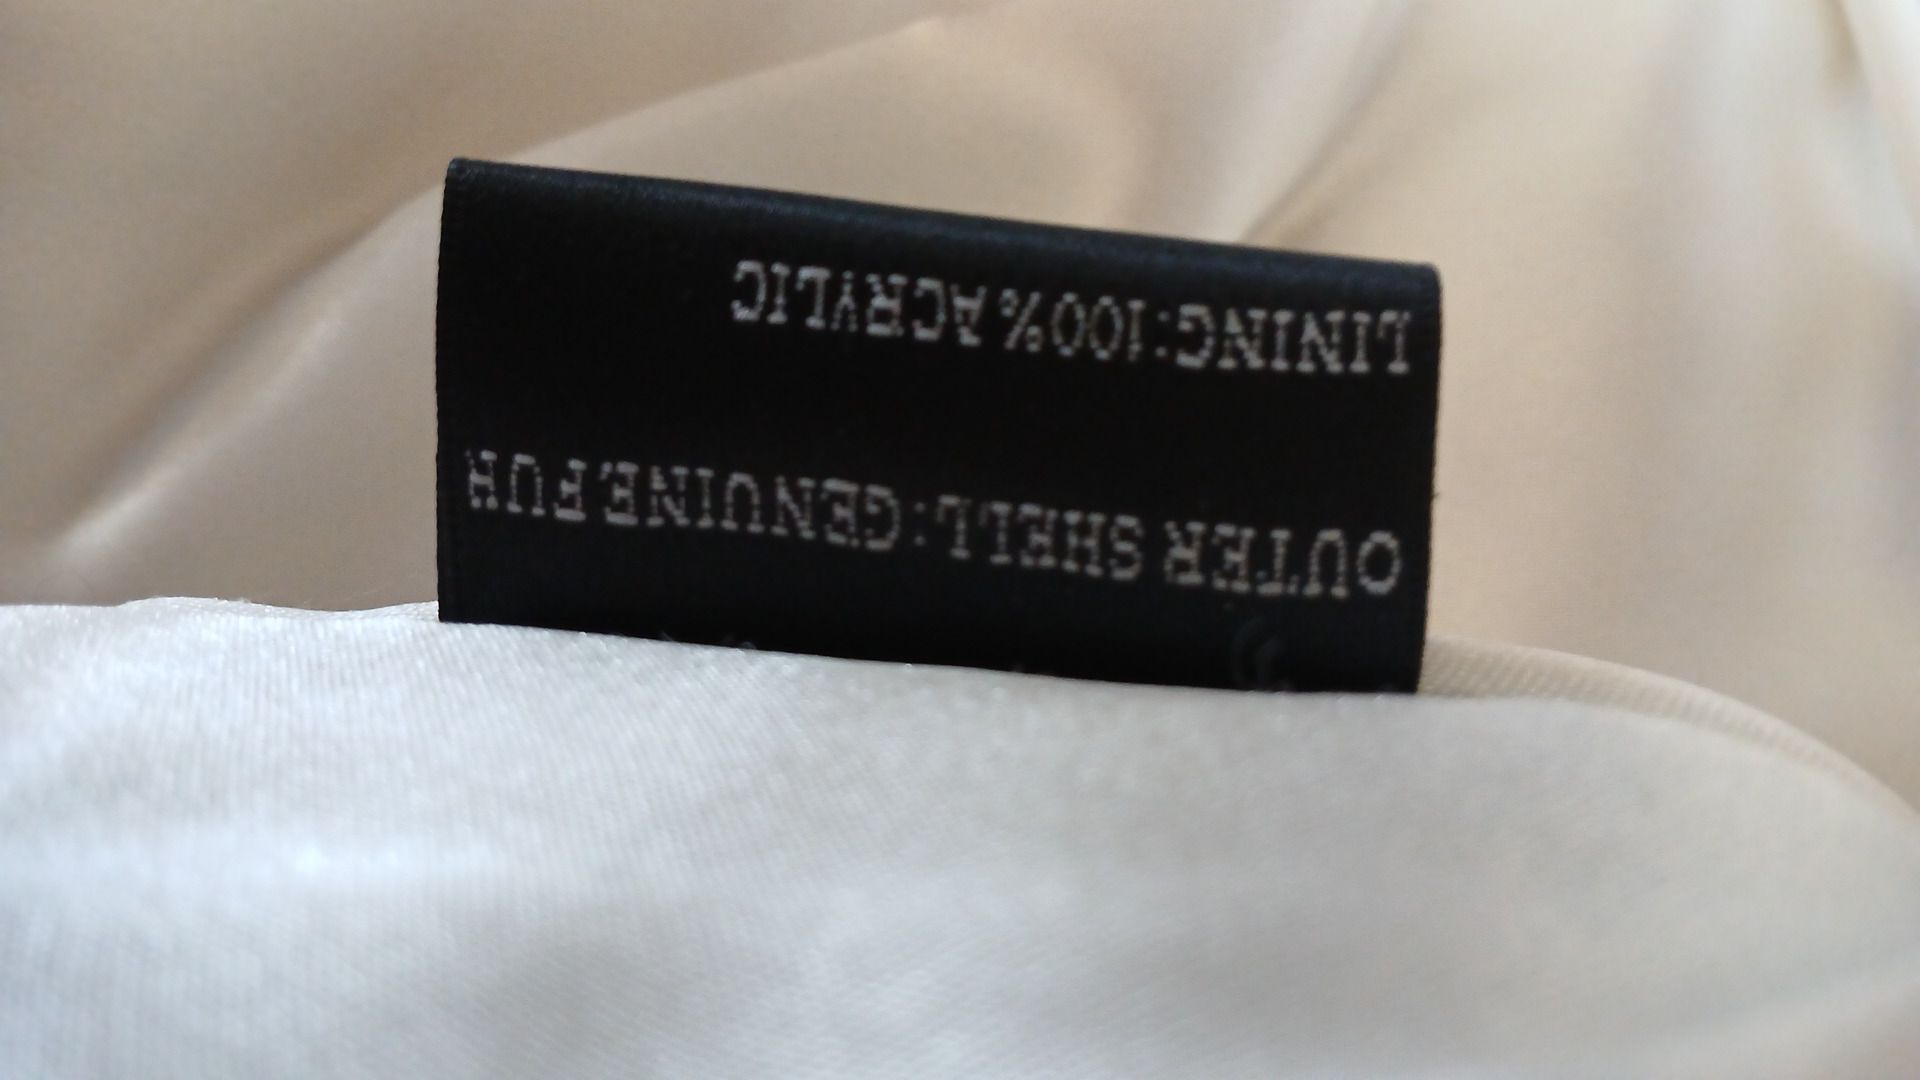 OUTER SHELL:GENUINE.FUR
LINING:100% ACRYLIC